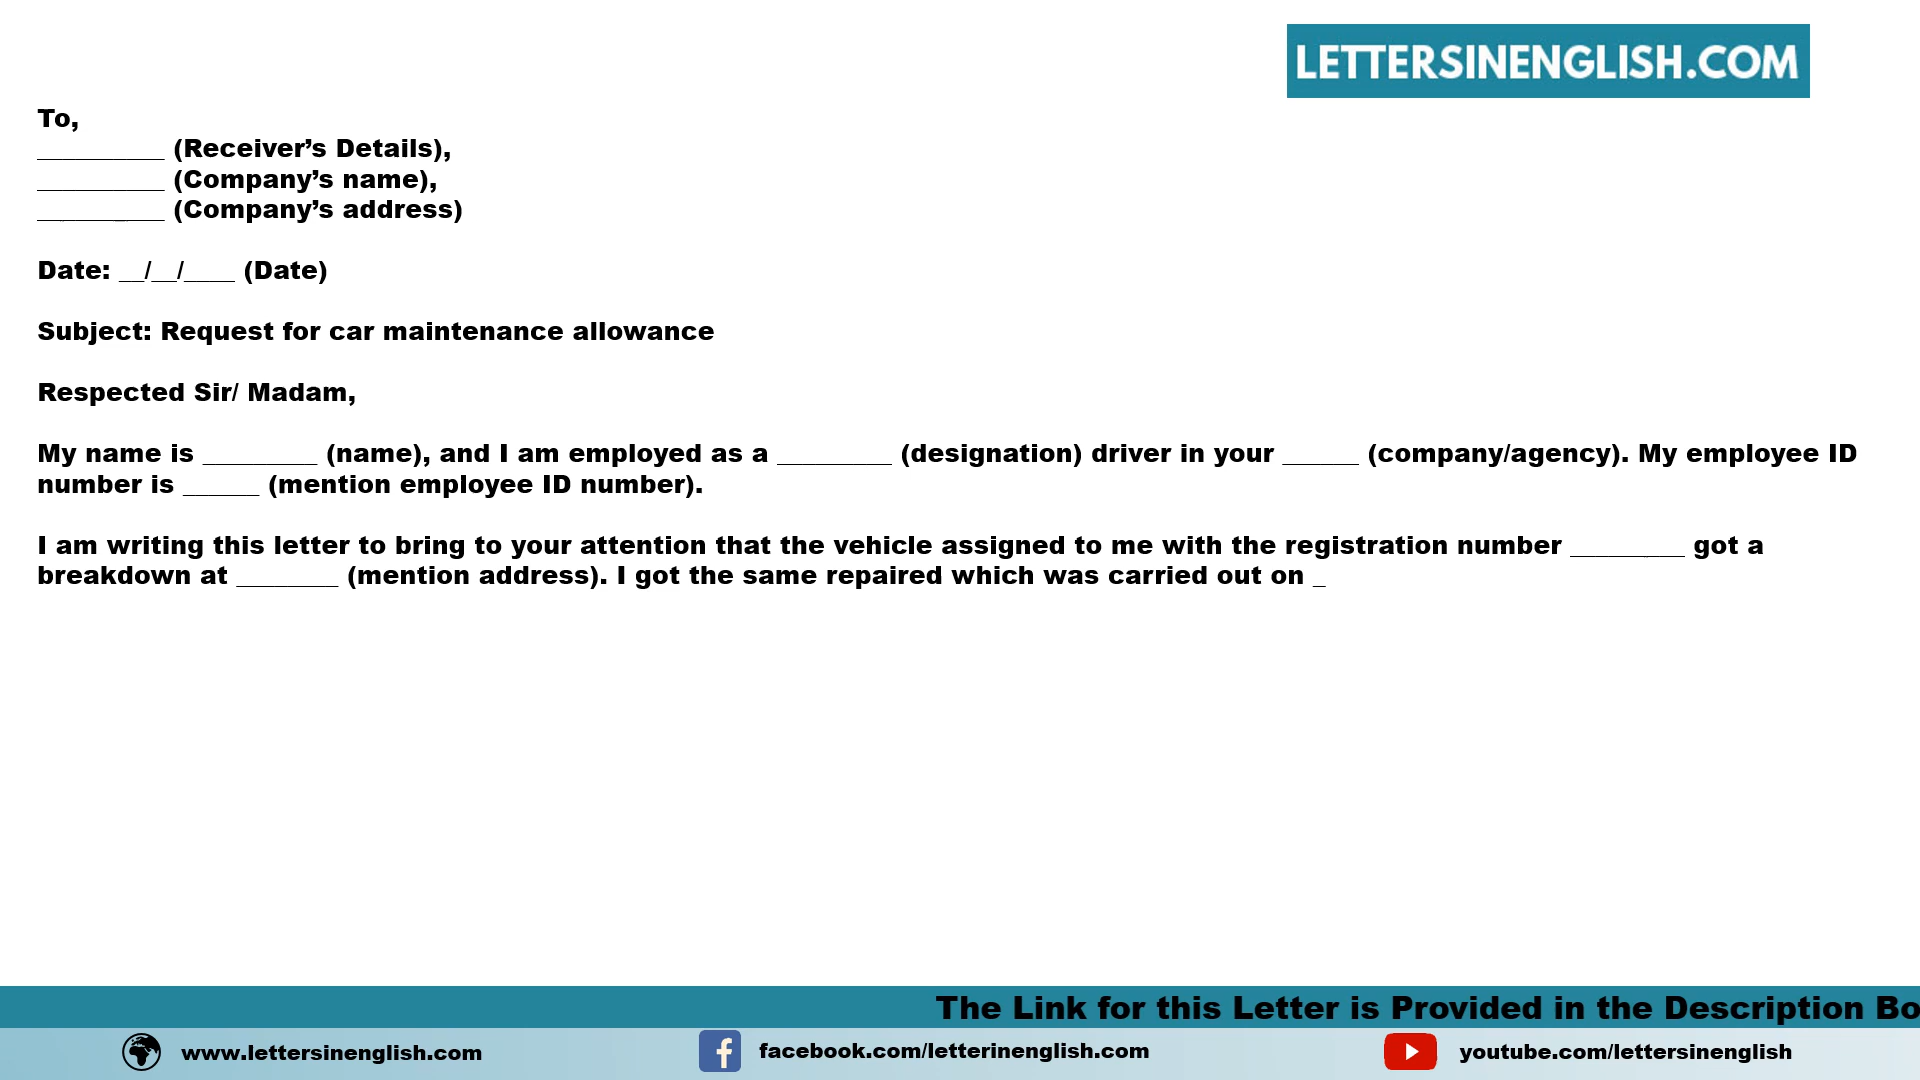 LETTERSINENGLISH.COM
To,
__________ (Receiver’s Details),
__________ (Company’s name),
__________ (Company’s address)
Date: __/__/____ (Date)
Subject: Request for car maintenance allowance
Respected Sir/ Madam,
My name is _________ (name), and I am employed as a _________ (designation) driver in your ______ (company/agency). My employee ID
number is ______ (mention employee ID number).
I am writing this letter to bring to your attention that the vehicle assigned to me with the registration number _________ got a
breakdown at ________ (mention address). I got the same repaired which was carried out on _
The Link for this Letter is Provided in the Description Bo
www.lettersinenglish.com
facebook.com/letterinenglish.com
youtube.com/lettersinenglish